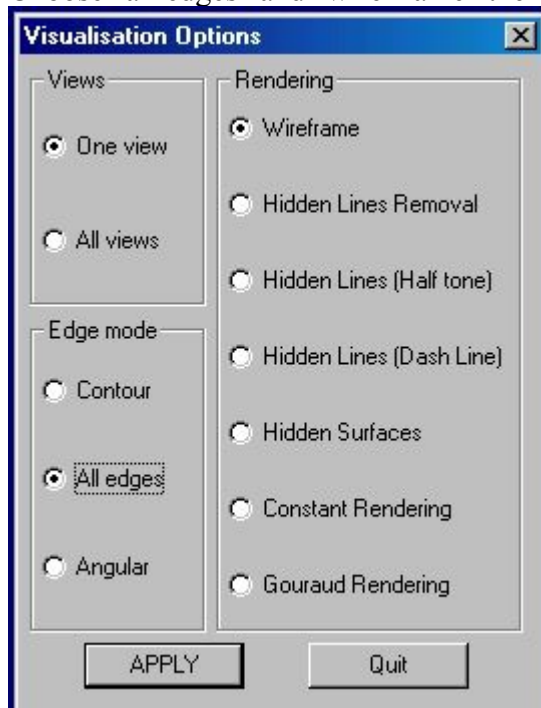 Visualisation Options
Views
One view
All views
Edge mode
Contour
All edges
Angular
Rendering
Wireframe
Hidden Lines Removal
Hidden Lines (Half tone)
Hidden Lines (Dash Line)
Hidden Surfaces
Constant Rendering
Gouraud Rendering
APPLY
Quit